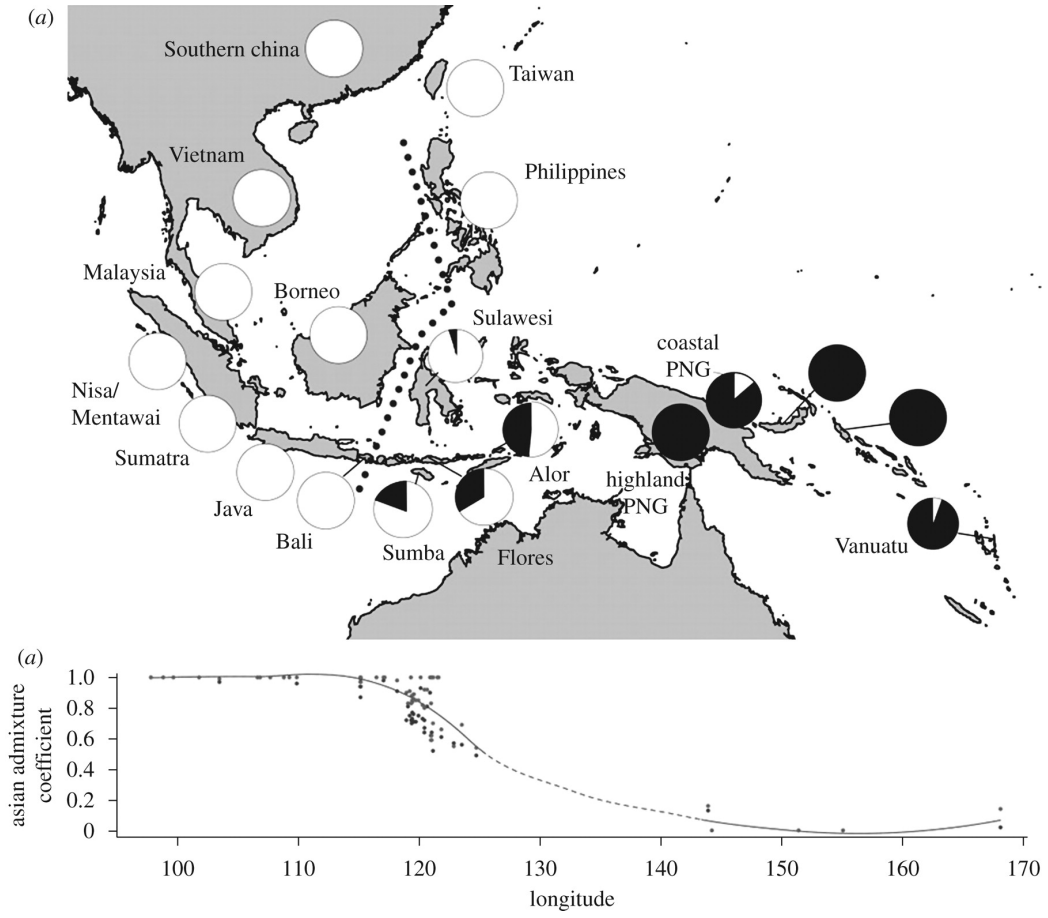 (a)
Southern china
Taiwan
Vietnam
Philippines
Malaysia
Borneo
Sulawesi
coastal
PNG
Nisa/
Mentawai
Sumatra
Alor
highland
PNG
Java
Bali
Sumba
Flores
Vanuatu
(a)
asian admixture
coefficient
1.0
0.8
0.6
0.4
0.2
0
100
110
120
130
140
150
160
170
longitude